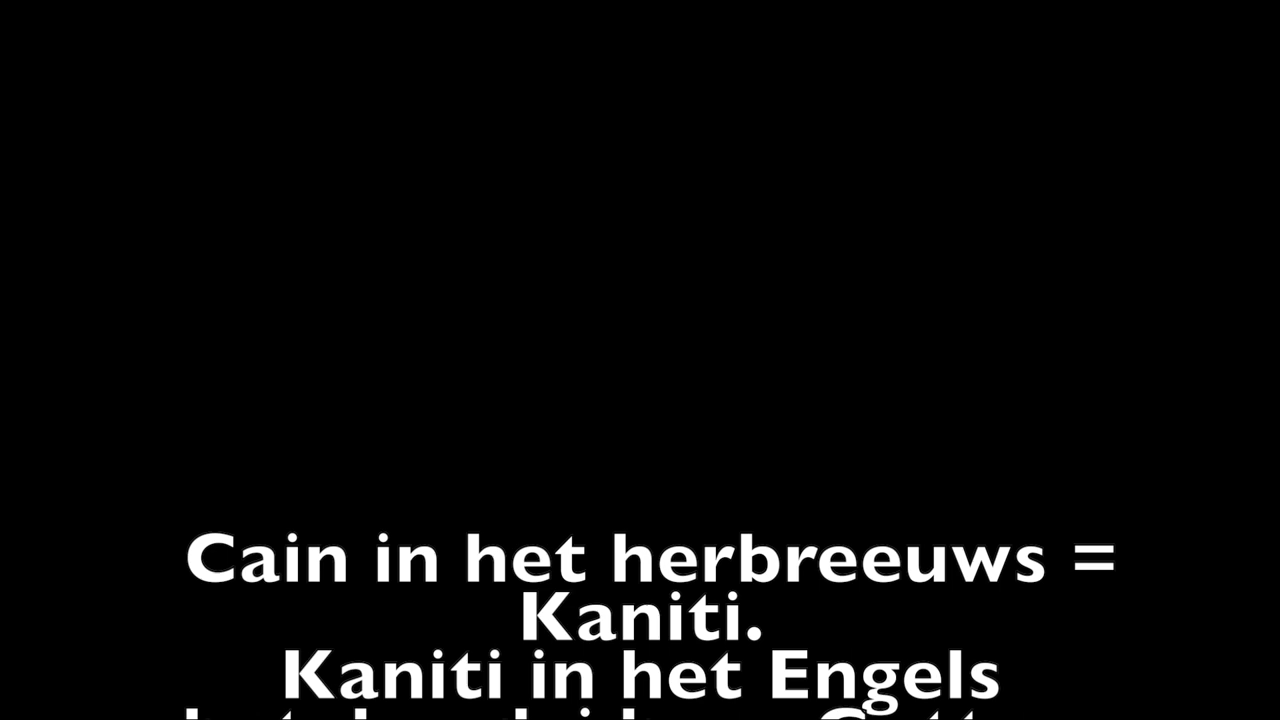 Cain in het herbreeuws =
Kaniti.
Kaniti in het Engels